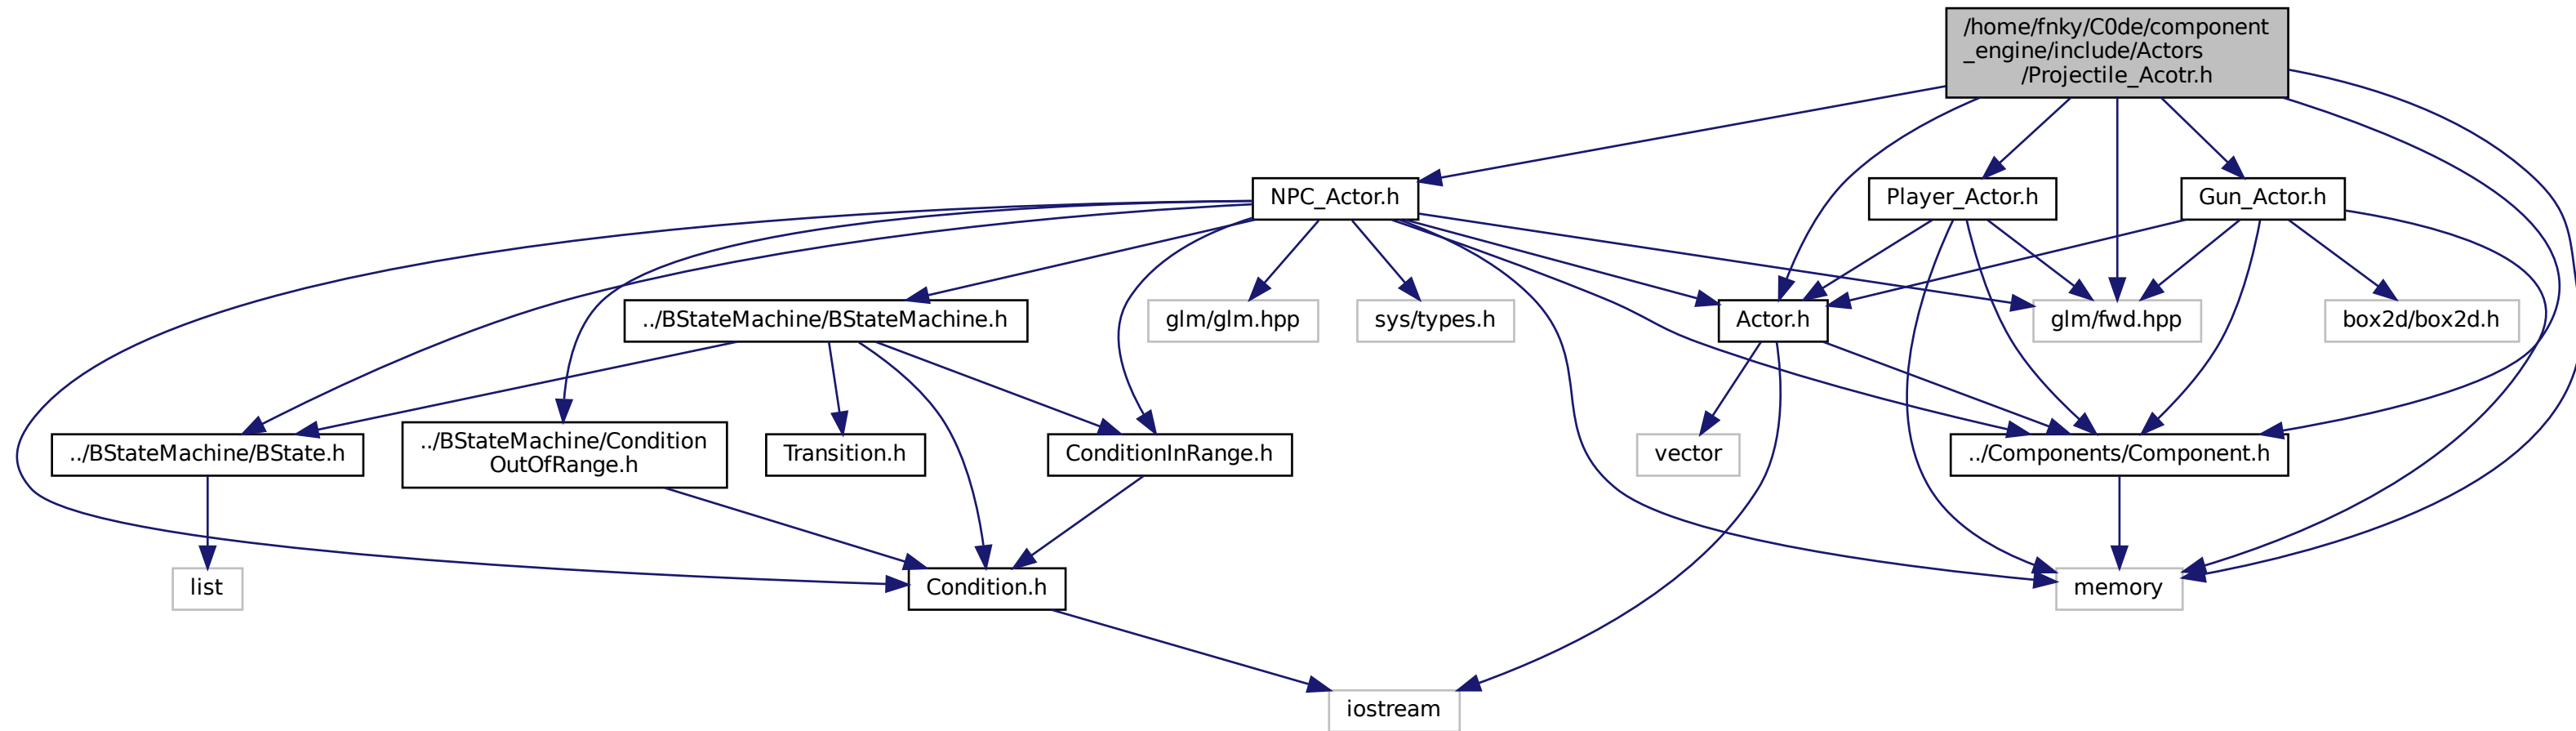 /home/fnky/C0de/component
_engine/include/Actors
/Projectile_Acotr.h
NPC_Actor.h
Player_Actor.h
Gun_Actor.h
../BStateMachine/BStateMachine.h
glm/glm.hpp
sys/types.h
Actor.h
glm/fwd.hpp
box2d/box2d.h
../BStateMachine/BState.h
../BStateMachine/Condition
OutOfRange.h
Transition.h
ConditionInRange.h
vector
../Components/Component.h
list
Condition.h
memory
iostream